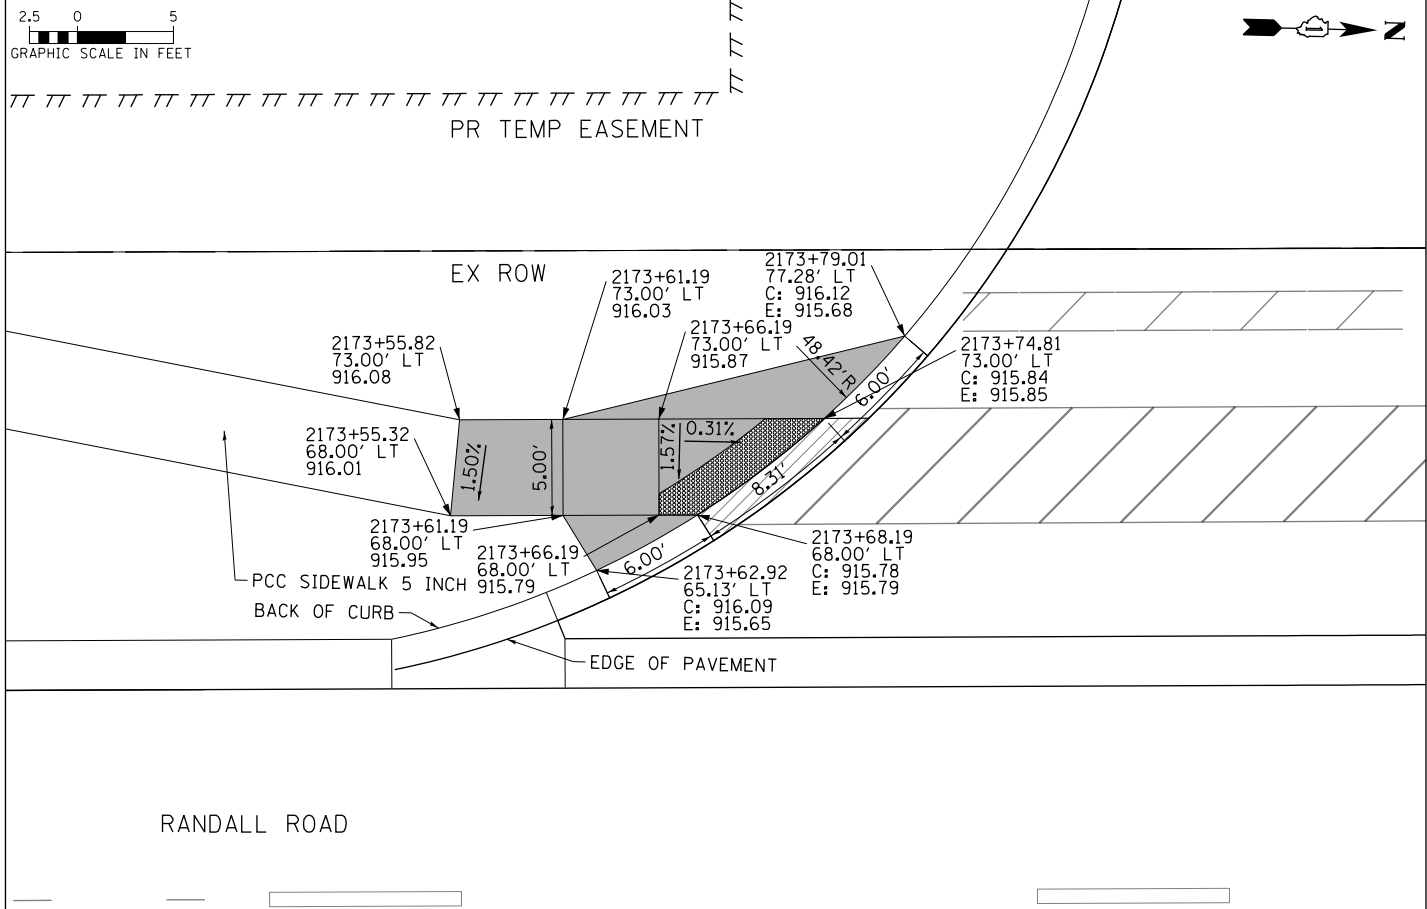 2.5 0 5
GRAPHIC SCALE IN FEET
N
PR TEMP EASEMENT
EX ROW
2173+61.19
73.00' LT
916.03
2173+79.01
77.28' LT
C: 916.12
E: 915.68
2173+66.19
73.00' LT
915.87
2173+55.82
73.00' LT
916.08
48.42'R
6.00'
2173+74.81
73.00' LT
C: 915.84
E: 915.85
2173+55.32
68.00' LT
916.01
1.50%
5.00'
1.57%
0.31%
8.31'
2173+61.19
68.00' LT
915.95
2173+66.19
68.00' LT
915.79
6.00'
2173+68.19
68.00' LT
C: 915.78
E: 915.79
2173+62.92
65.13' LT
C: 916.09
E: 915.65
PCC SIDEWALK 5 INCH
BACK OF CURB
EDGE OF PAVEMENT
RANDALL ROAD